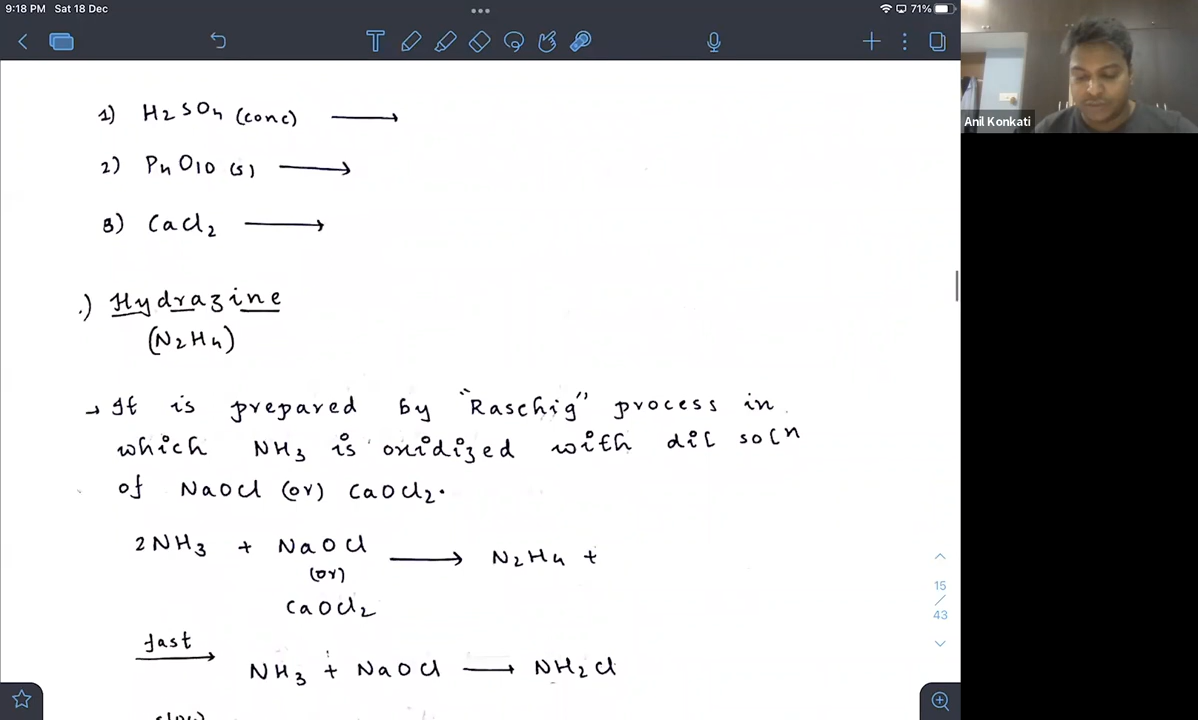 9:18 PM Sat 18 Dec
71%
Anil Konkati
1) H2SO4 (conc) ⟶
2) P4O10 (s) ⟶
3) CaCl2 ⟶
.) Hydrazine
(N2H4)
→ It is prepared by "Raschig" process in
which NH3 is oxidized with dil soln
of NaOCl (or) CaOCl2.
2NH3 + NaOCl ⟶ N2H4 +
(or)
CaOCl2
15
/
43
fast
NH3 + NaOCl ⟶ NH2Cl
slow